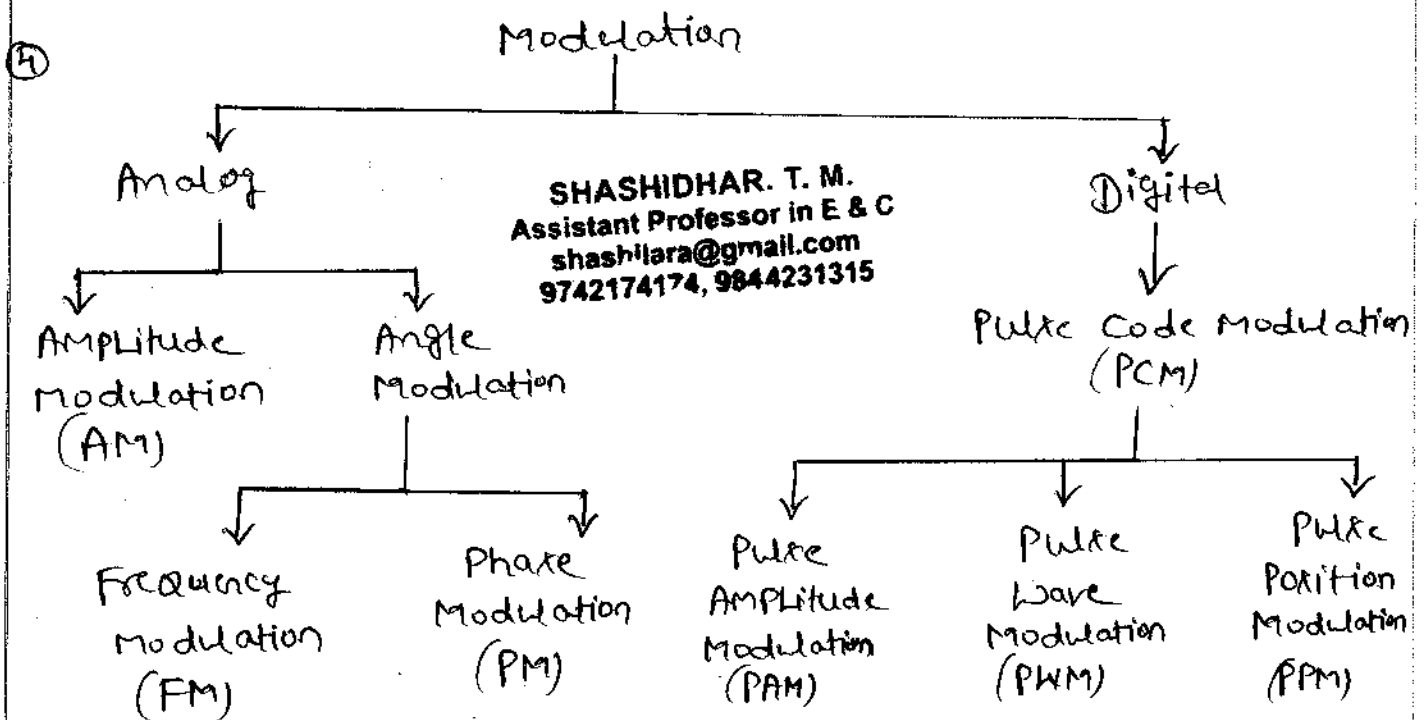 ④
Modulation
Analog
Digital
SHASHIDHAR. T. M.
Assistant Professor in E & C
shashilara@gmail.com
9742174174, 9844231315
Amplitude
Modulation
(AM)
Angle
Modulation
Pulse Code Modulation
(PCM)
Frequency
Modulation
(FM)
Phase
Modulation
(PM)
Pulse
Amplitude
Modulation
(PAM)
Pulse
Wave
Modulation
(PWM)
Pulse
Position
Modulation
(PPM)